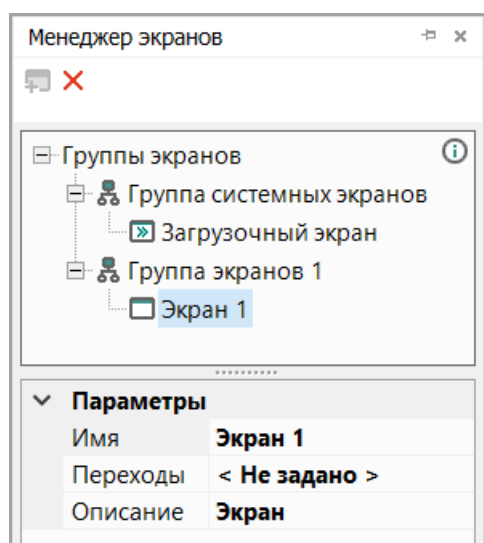 Менеджер экранов
Группы экранов
Группа системных экранов
Загрузочный экран
Группа экранов 1
Экран 1
Параметры
Имя Экран 1
Переходы < Не задано >
Описание Экран